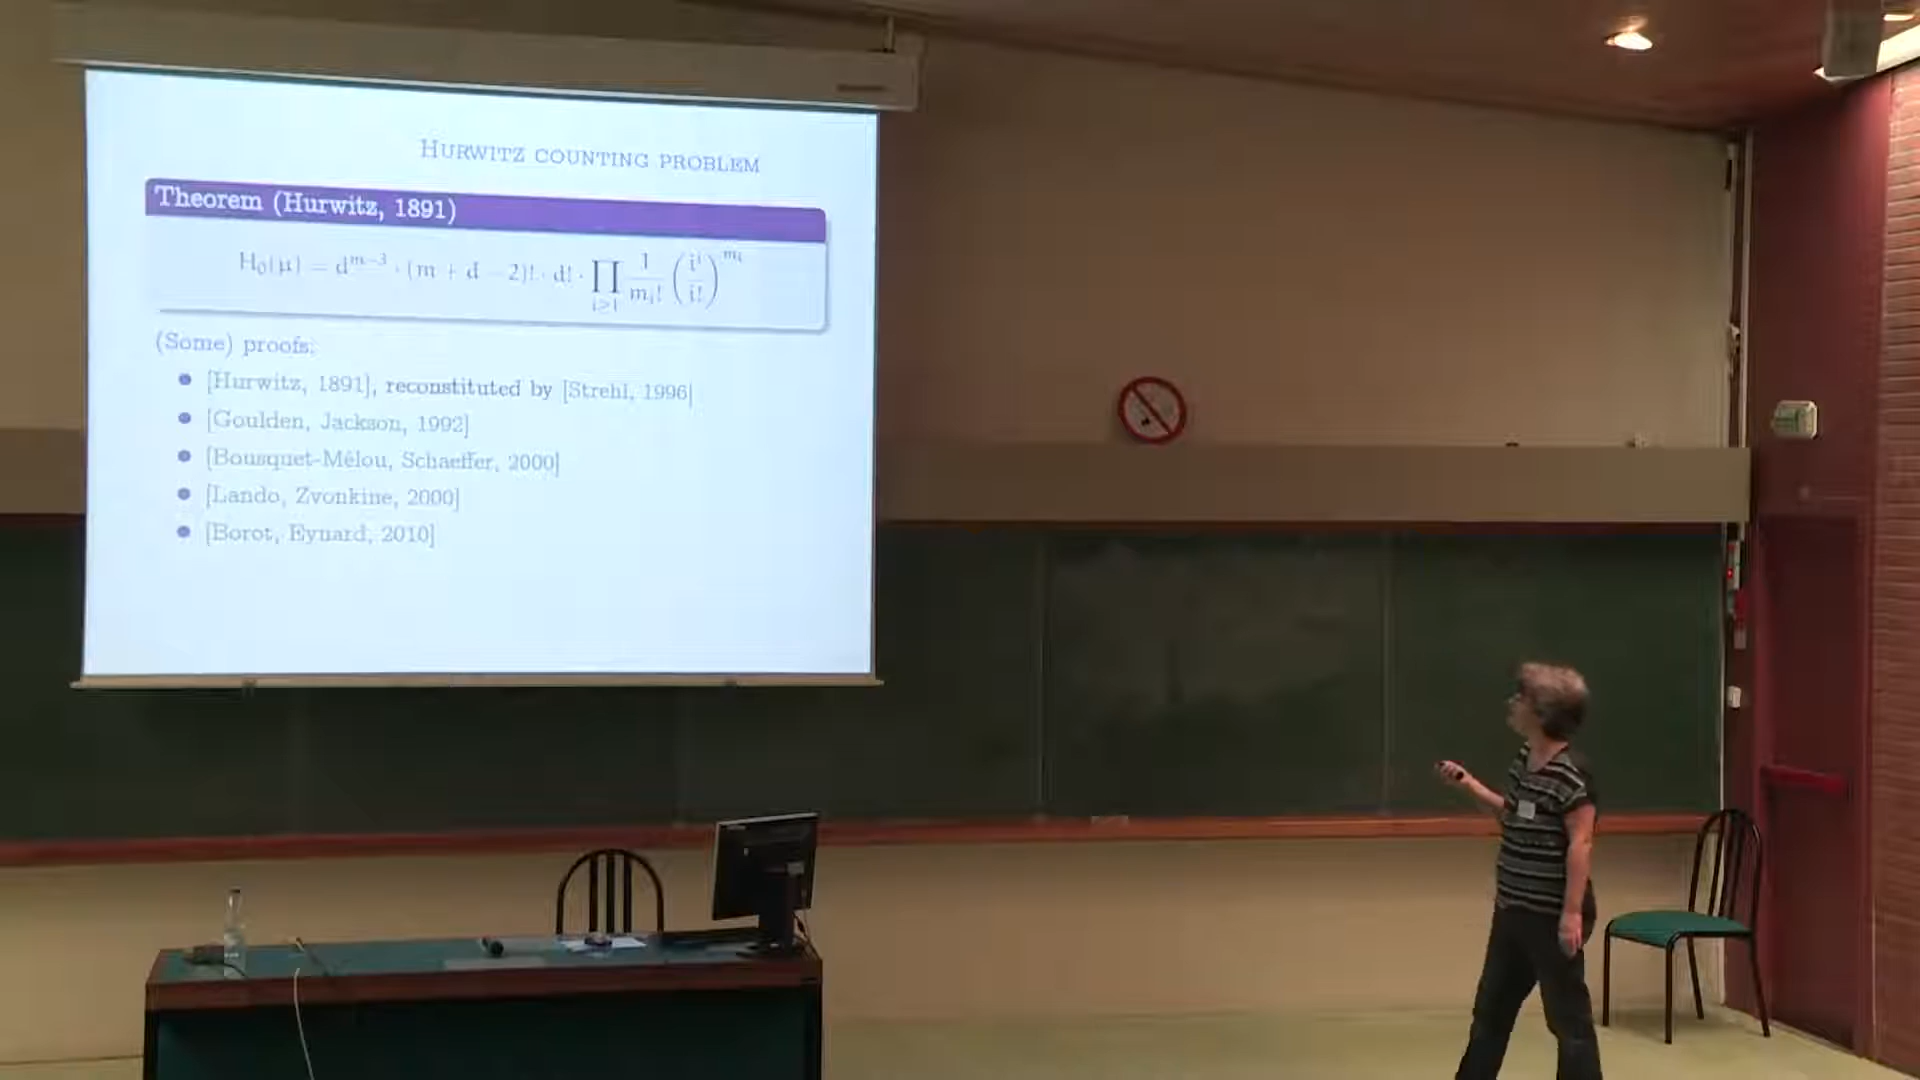 HURWITZ COUNTING PROBLEM
Theorem (Hurwitz, 1891)
H₀(μ) = d^{m−3} · (m + d − 2)! · d! · ∏_{i≥1} 1/m_i! (i^i/i!)^{m_i}
(Some) proofs:
• [Hurwitz, 1891], reconstituted by [Strehl, 1996]
• [Goulden, Jackson, 1992]
• [Bousquet-Mélou, Schaeffer, 2000]
• [Lando, Zvonkine, 2000]
• [Borot, Eynard, 2010]